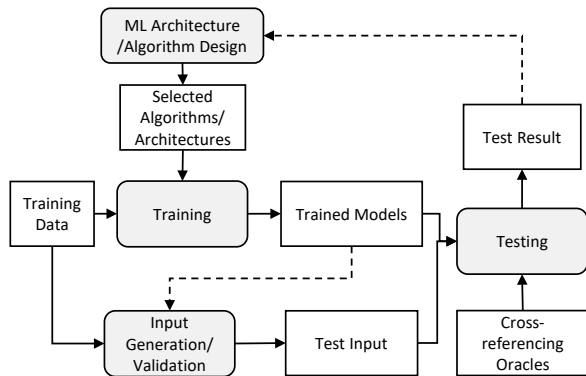 ML Architecture
/Algorithm Design
Selected
Algorithms/
Architectures
Test Result
Training
Data
Training
Trained Models
Testing
Input
Generation/
Validation
Test Input
Cross-
referencing
Oracles